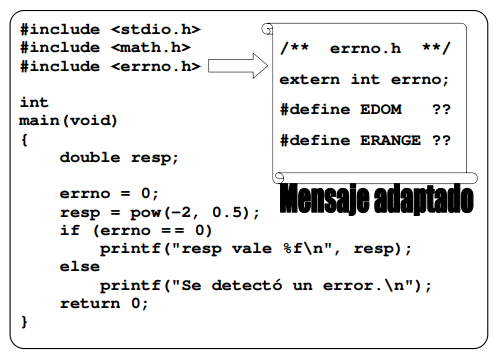 #include <stdio.h>
#include <math.h>
#include <errno.h>
int
main(void)
{
double resp;
errno = 0;
resp = pow(-2, 0.5);
if (errno == 0)
printf("resp vale %f\n", resp);
else
printf("Se detectó un error.\n");
return 0;
}
/** errno.h **/
extern int errno;
#define EDOM ??
#define ERANGE ??
Mensaje adaptado